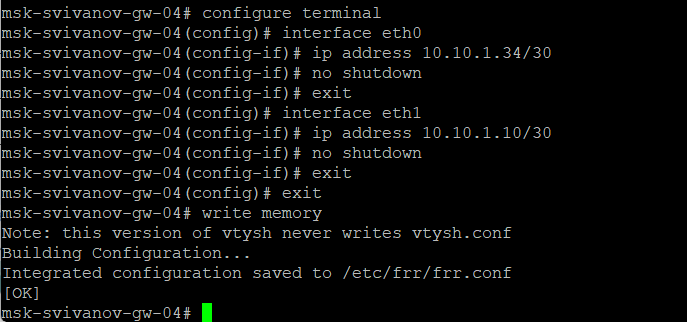 msk-svivanov-gw-04# configure terminal
msk-svivanov-gw-04(config)# interface eth0
msk-svivanov-gw-04(config-if)# ip address 10.10.1.34/30
msk-svivanov-gw-04(config-if)# no shutdown
msk-svivanov-gw-04(config-if)# exit
msk-svivanov-gw-04(config)# interface eth1
msk-svivanov-gw-04(config-if)# ip address 10.10.1.10/30
msk-svivanov-gw-04(config-if)# no shutdown
msk-svivanov-gw-04(config-if)# exit
msk-svivanov-gw-04(config)# exit
msk-svivanov-gw-04# write memory
Note: this version of vtysh never writes vtysh.conf
Building Configuration...
Integrated configuration saved to /etc/frr/frr.conf
[OK]
msk-svivanov-gw-04#